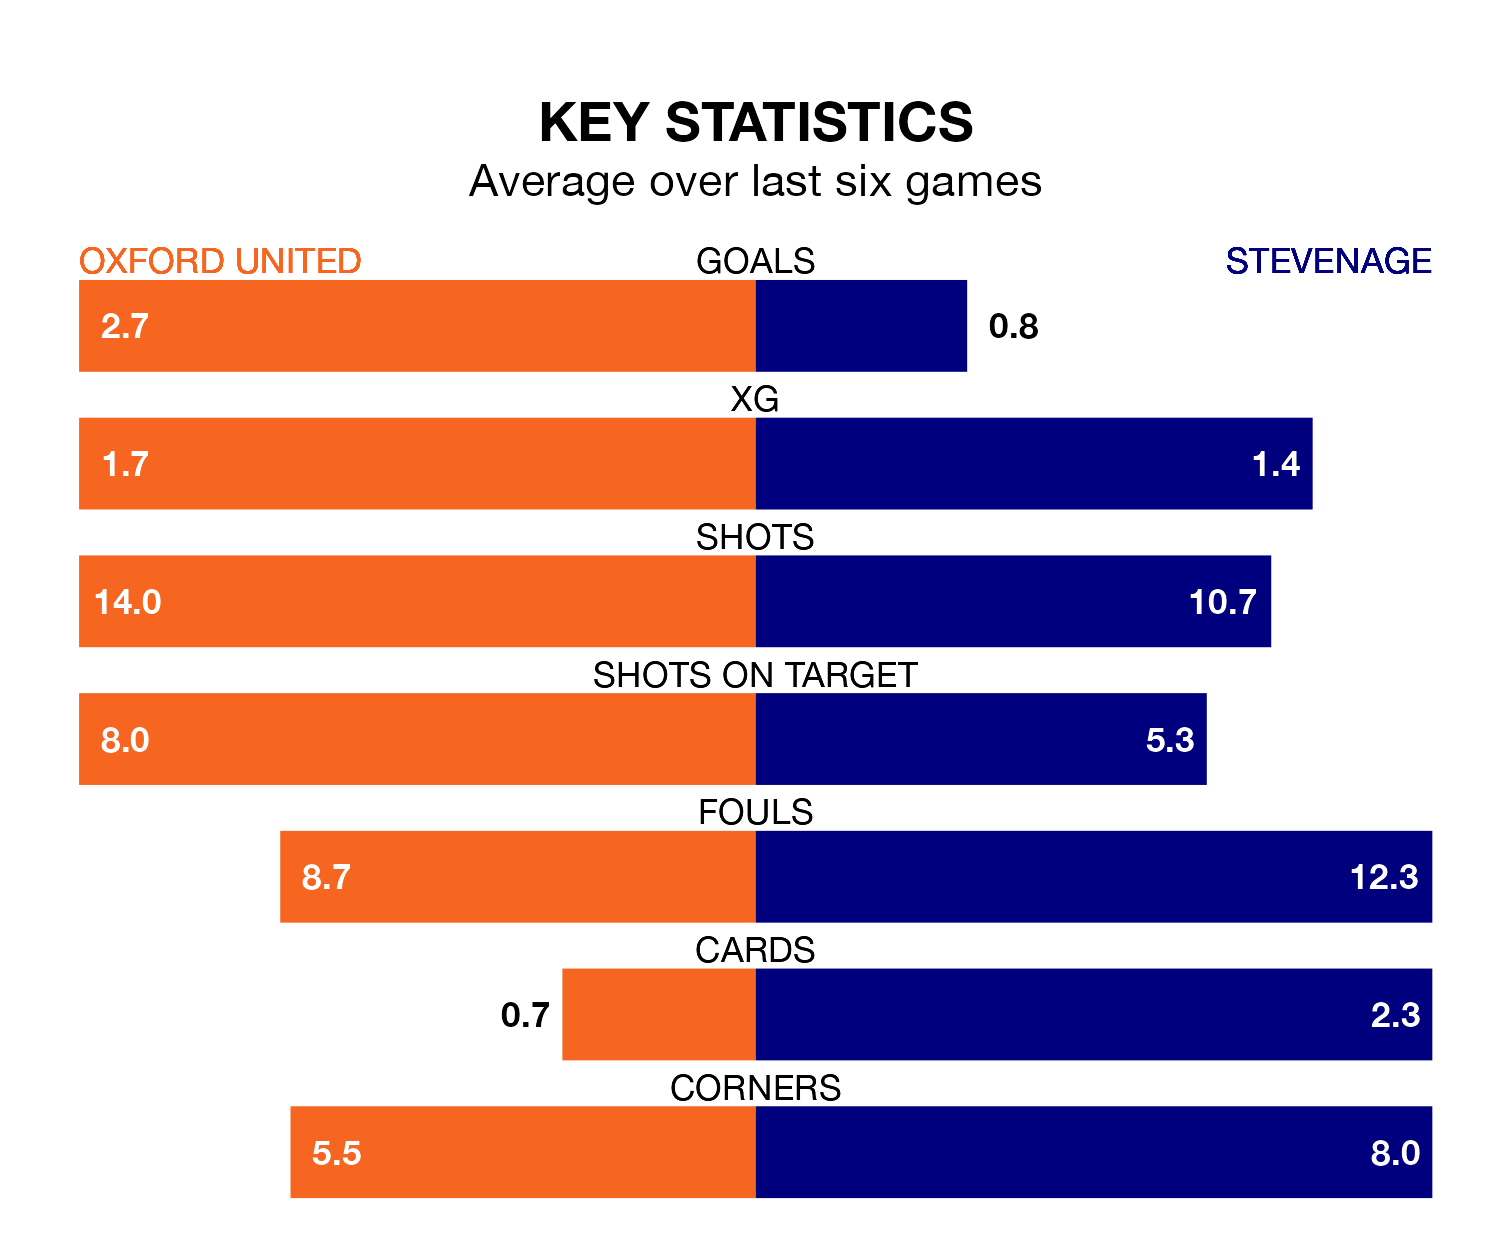 KEY STATISTICS
Average over last six games
OXFORD UNITED GOALS STEVENAGE
2.7 0.8
XG
1.7 1.4
SHOTS
14.0 10.7
SHOTS ON TARGET
8.0 5.3
FOULS
8.7 12.3
CARDS
0.7 2.3
CORNERS
5.5 8.0